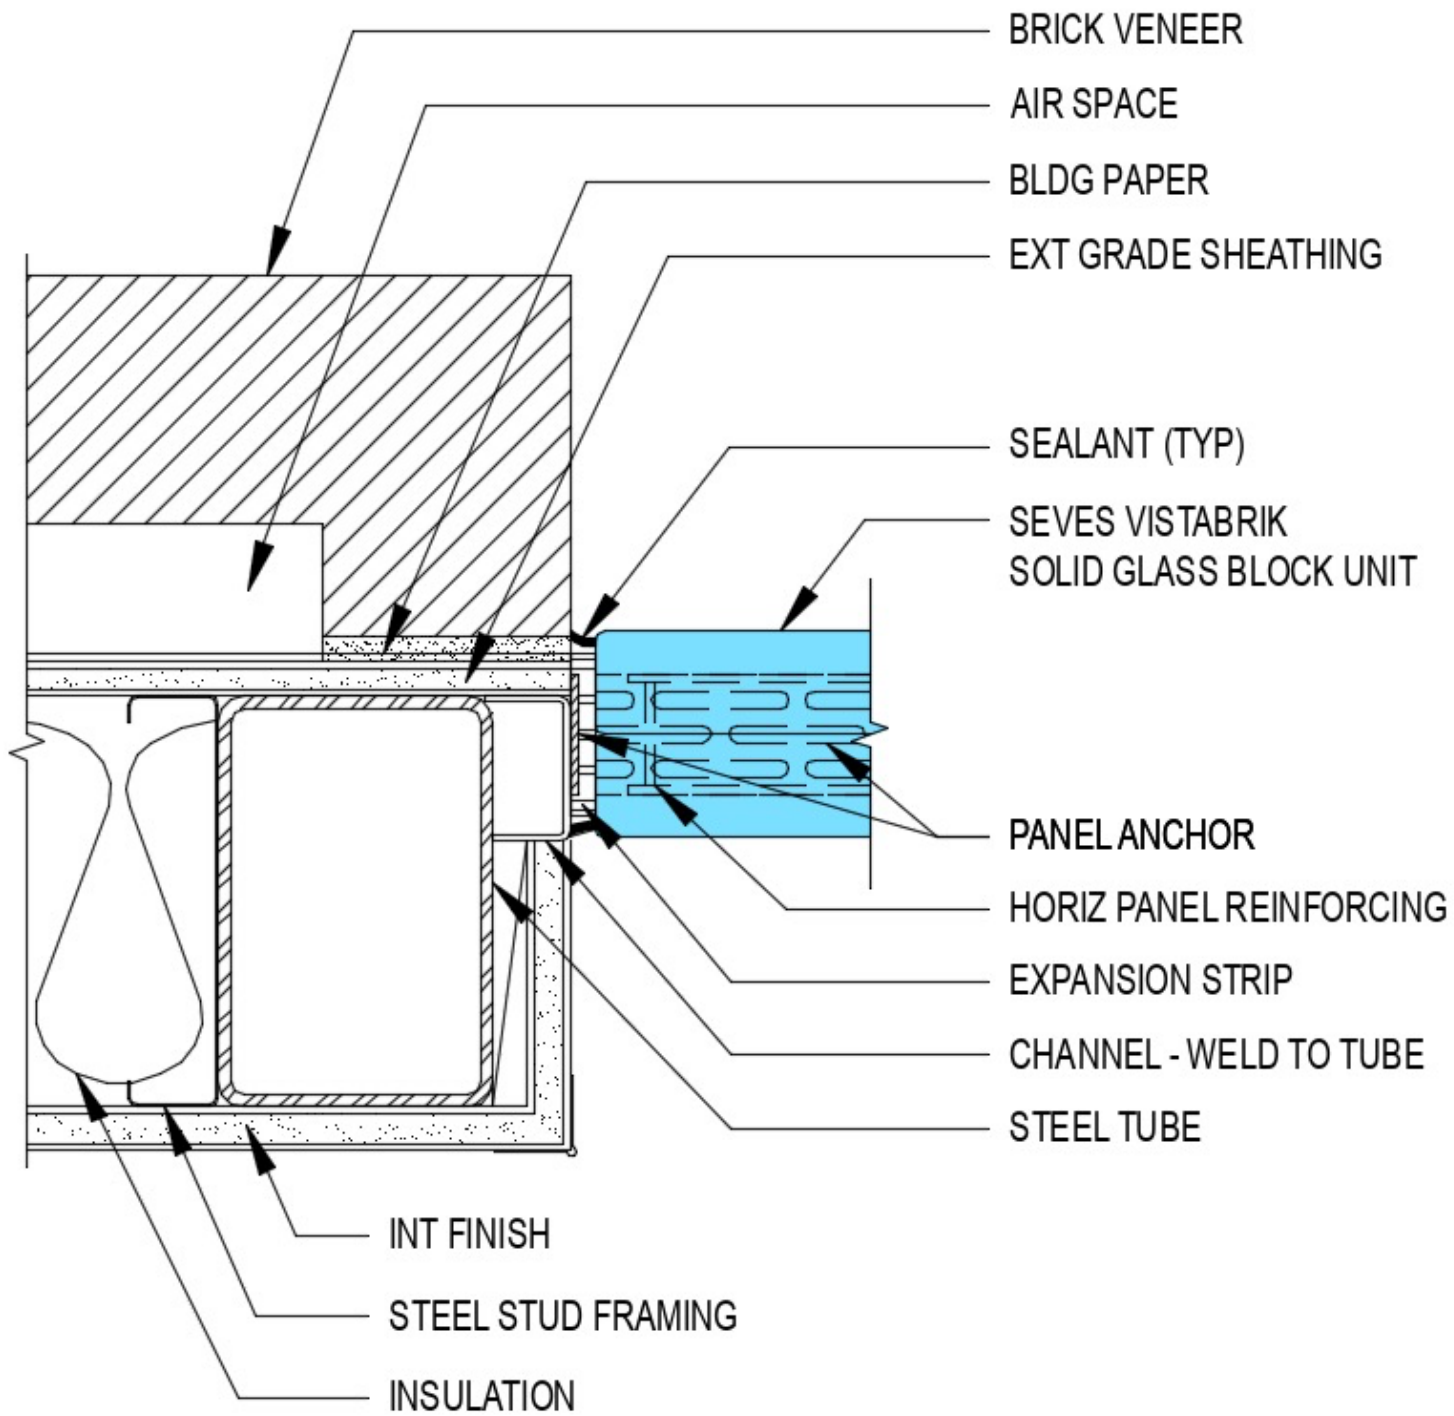 BRICK VENEER
AIR SPACE
BLDG PAPER
EXT GRADE SHEATHING
SEALANT (TYP)
SEVES VISTABRIK
SOLID GLASS BLOCK UNIT
PANEL ANCHOR
HORIZ PANEL REINFORCING
EXPANSION STRIP
CHANNEL - WELD TO TUBE
STEEL TUBE
INT FINISH
STEEL STUD FRAMING
INSULATION